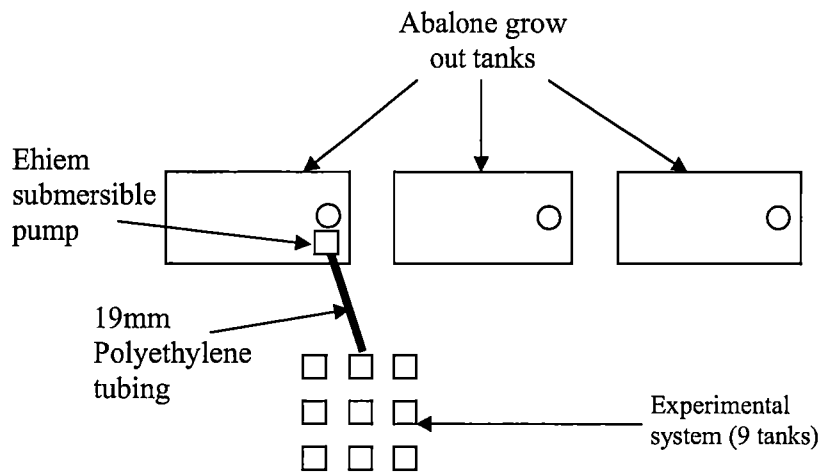 Abalone grow
out tanks
Ehiem
submersible
pump
19mm
Polyethylene
tubing
Experimental
system (9 tanks)